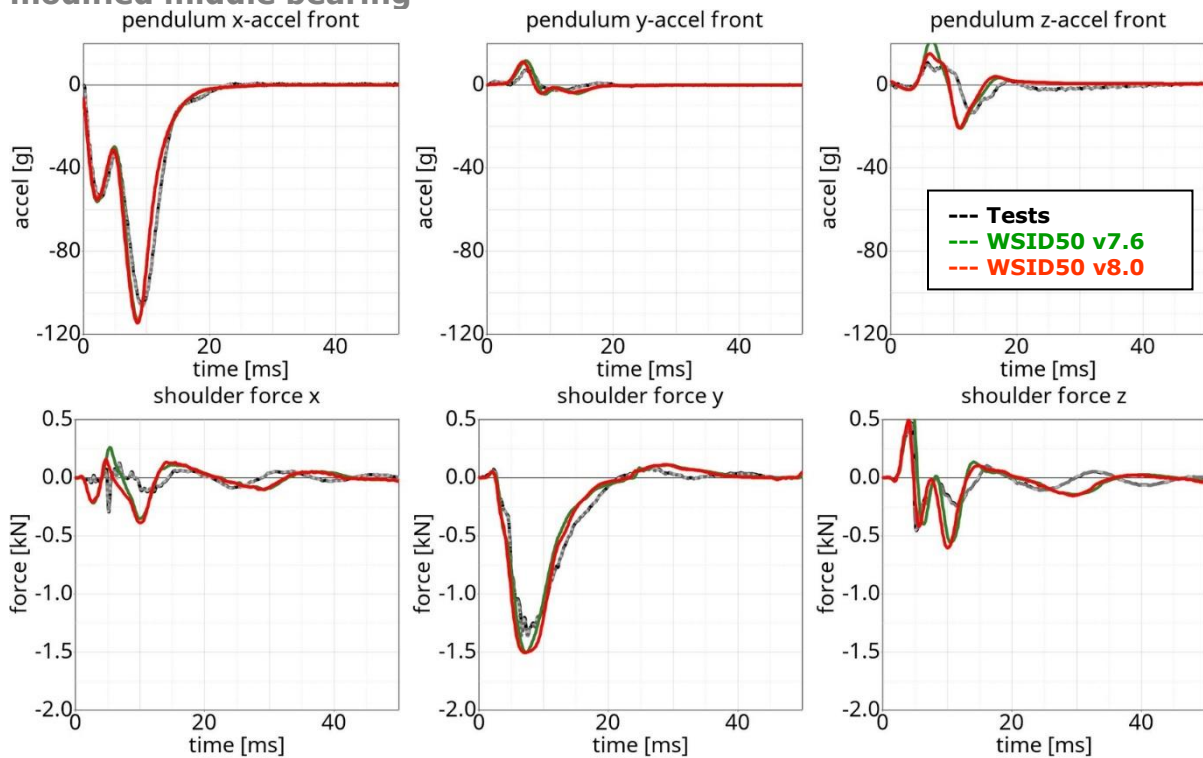 modified middle bearing
pendulum x-accel front
pendulum y-accel front
pendulum z-accel front
accel [g]
0
-40
-80
-120
0
20
40
time [ms]
accel [g]
0
-40
-80
-120
0
20
40
time [ms]
accel [g]
0
-40
-80
-120
0
20
40
time [ms]
--- Tests
--- WSID50 v7.6
--- WSID50 v8.0
shoulder force x
shoulder force y
shoulder force z
force [kN]
0.5
0.0
-0.5
-1.0
-1.5
-2.0
0
20
40
time [ms]
force [kN]
0.5
0.0
-0.5
-1.0
-1.5
-2.0
0
20
40
time [ms]
force [kN]
0.5
0.0
-0.5
-1.0
-1.5
-2.0
0
20
40
time [ms]